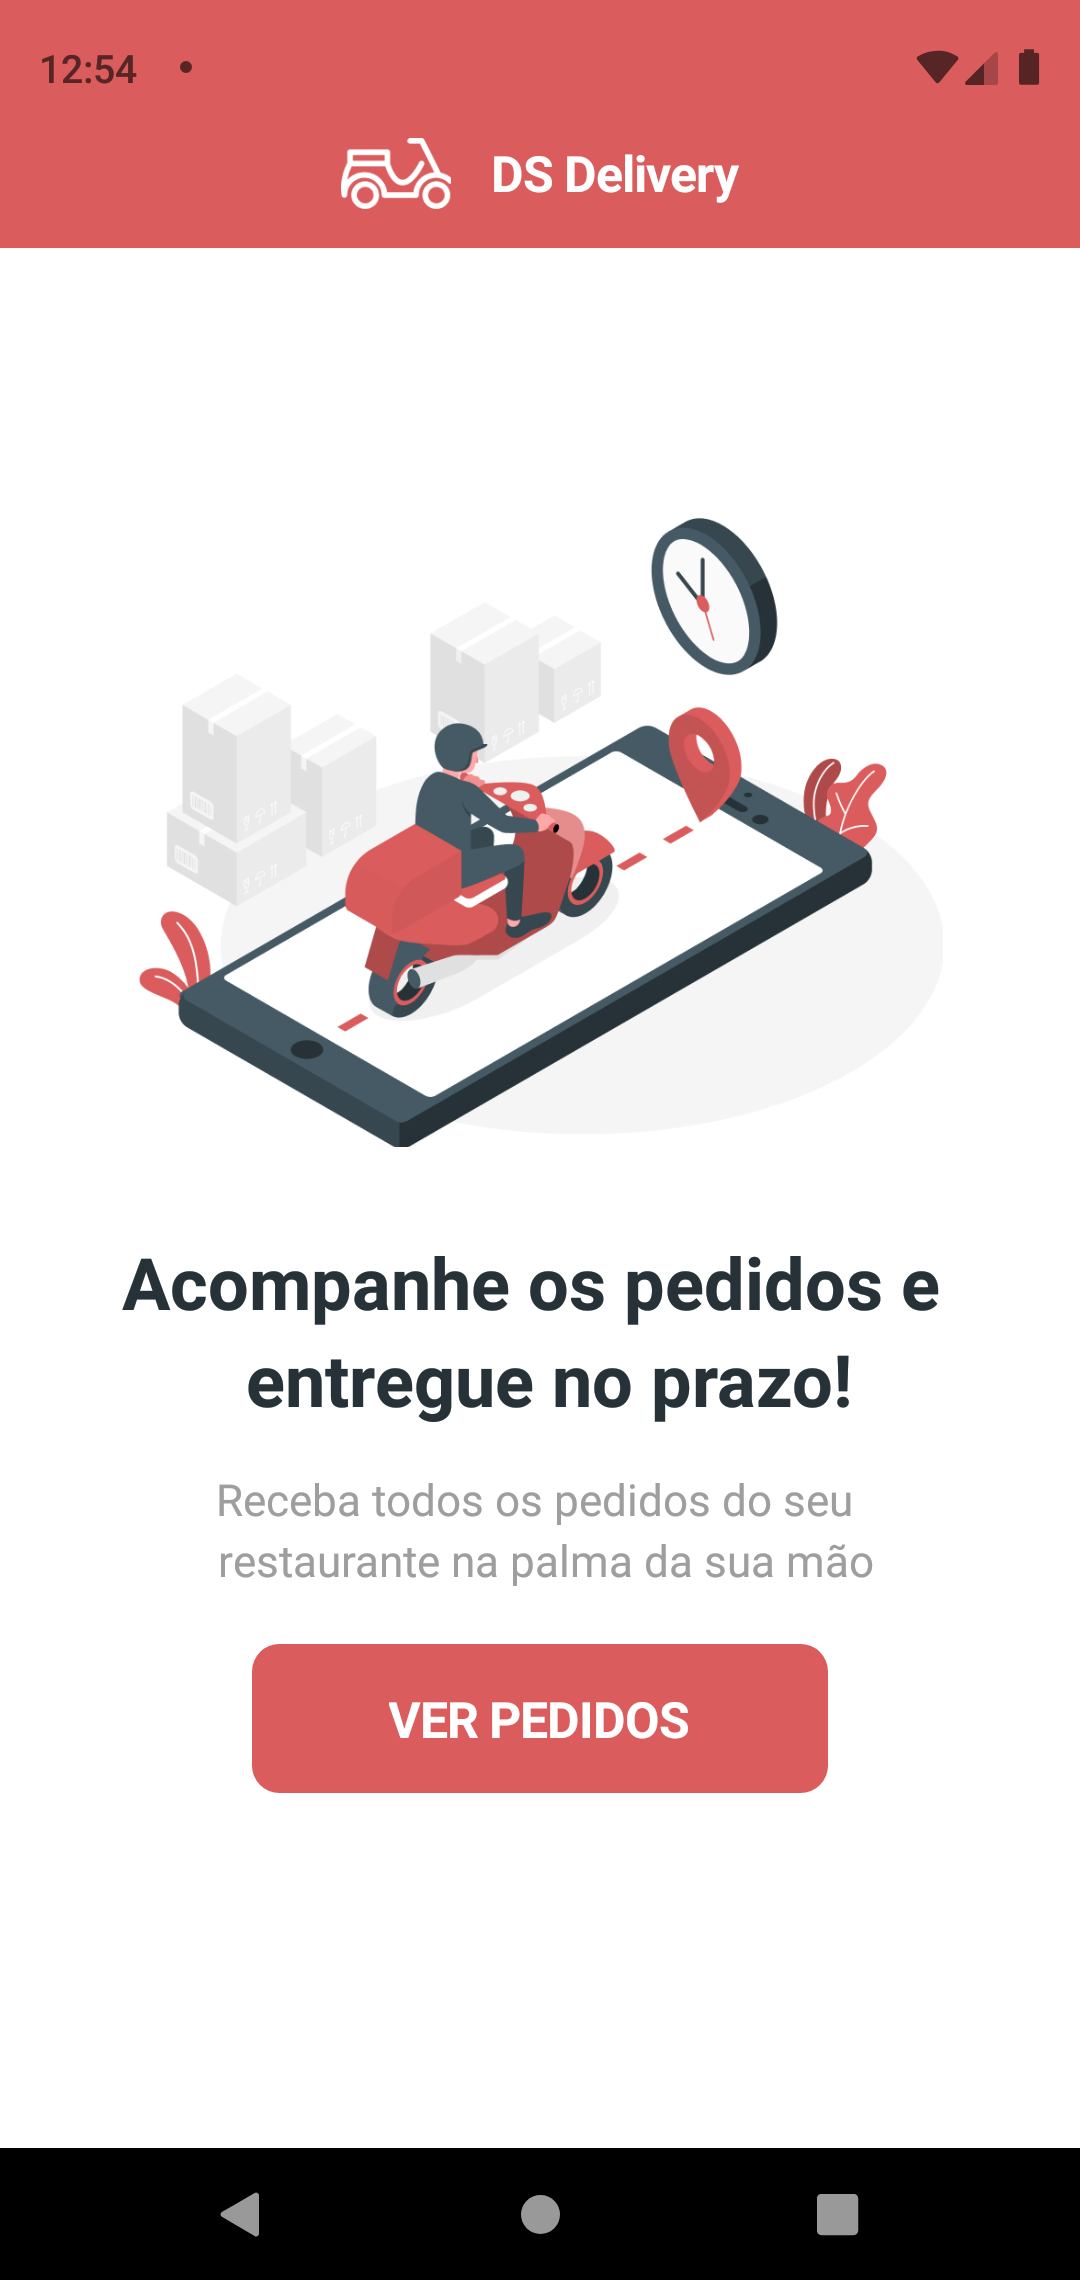 12:54
DS Delivery
Acompanhe os pedidos e
entregue no prazo!
Receba todos os pedidos do seu
restaurante na palma da sua mão
VER PEDIDOS